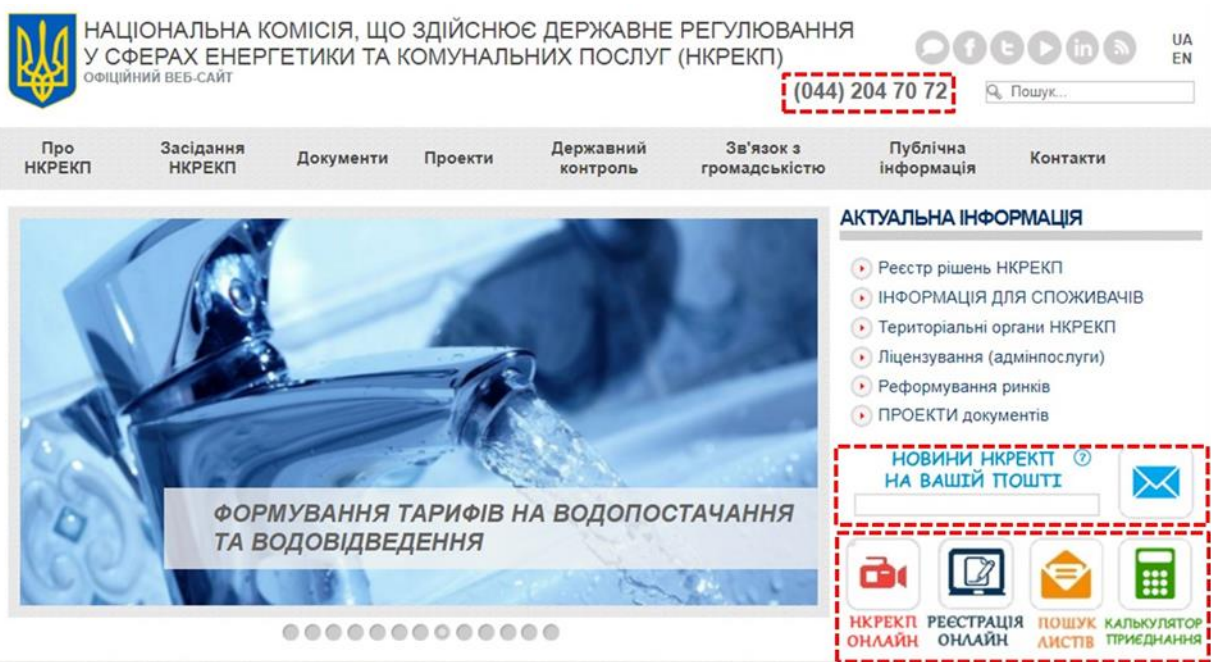 НАЦІОНАЛЬНА КОМІСІЯ, ЩО ЗДІЙСНЮЄ ДЕРЖАВНЕ РЕГУЛЮВАННЯ
У СФЕРАХ ЕНЕРГЕТИКИ ТА КОМУНАЛЬНИХ ПОСЛУГ (НКРЕКП)
ОФІЦІЙНИЙ ВЕБ-САЙТ
UA
EN
(044) 204 70 72
Пошук...
Про
НКРЕКП
Засідання
НКРЕКП
Документи
Проекти
Державний
контроль
Зв'язок з
громадськістю
Публічна
інформація
Контакти
ФОРМУВАННЯ ТАРИФІВ НА ВОДОПОСТАЧАННЯ
ТА ВОДОВІДВЕДЕННЯ
АКТУАЛЬНА ІНФОРМАЦІЯ
Реєстр рішень НКРЕКП
ІНФОРМАЦІЯ ДЛЯ СПОЖИВАЧІВ
Територіальні органи НКРЕКП
Ліцензування (адмінпослуги)
Реформування ринків
ПРОЕКТИ документів
НОВИНИ НКРЕКП ?
НА ВАШІЙ ПОШТІ
НКРЕКП
ОНЛАЙН
РЕЄСТРАЦІЯ
ОНЛАЙН
ПОШУК
ЛИСТІВ
КАЛЬКУЛЯТОР
ПРИЄДНАННЯ